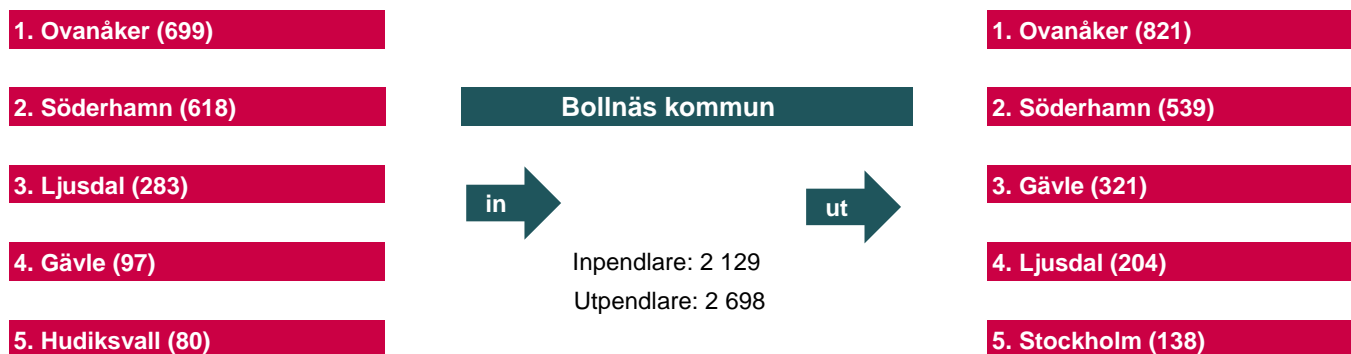 1. Ovanåker (699)
2. Söderhamn (618)
3. Ljusdal (283)
4. Gävle (97)
5. Hudiksvall (80)
Bollnäs kommun
in
ut
Inpendlare: 2 129
Utpendlare: 2 698
1. Ovanåker (821)
2. Söderhamn (539)
3. Gävle (321)
4. Ljusdal (204)
5. Stockholm (138)